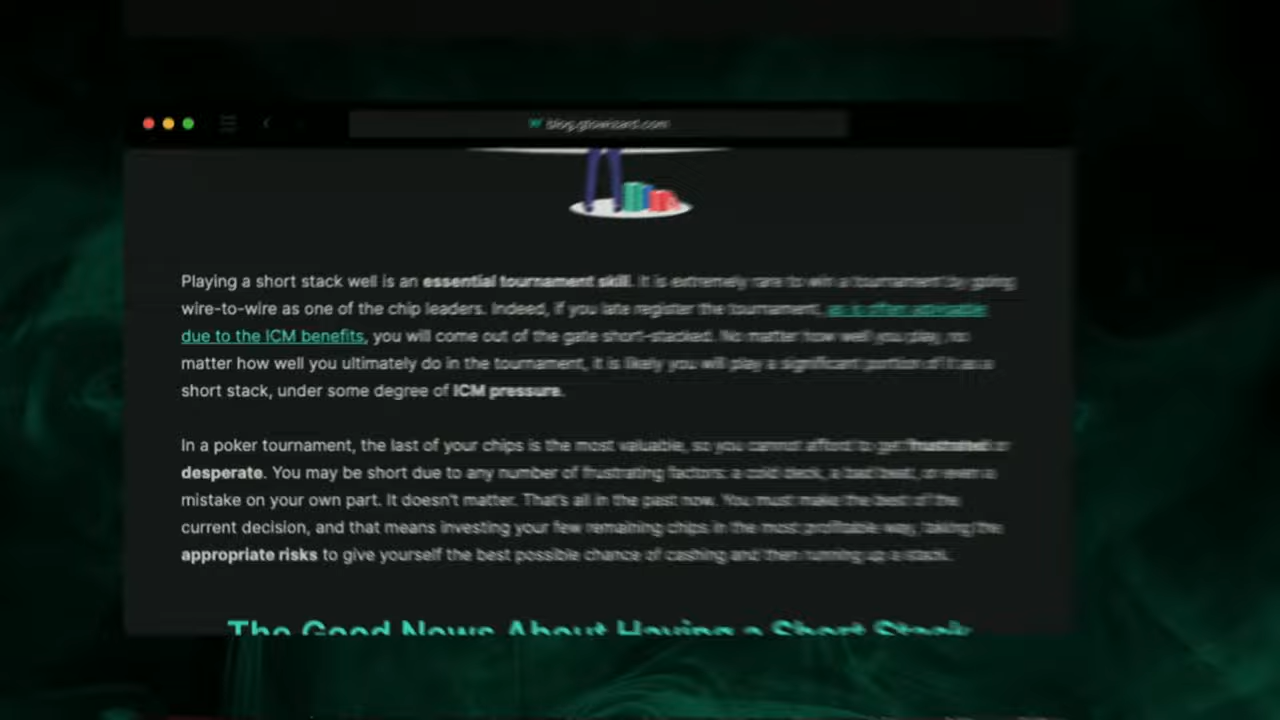 blog.gtowizard.com
Playing a short stack well is an essential tournament skill. It is extremely rare to win a tournament by going
wire-to-wire as one of the chip leaders. Indeed, if you late register the tournament, as is often advisable
due to the ICM benefits, you will come out of the gate short-stacked. No matter how well you play, no
matter how well you ultimately do in the tournament, it is likely you will play a significant portion of it as a
short stack, under some degree of ICM pressure.
In a poker tournament, the last of your chips is the most valuable, so you cannot afford to get frustrated or
desperate. You may be short due to any number of frustrating factors: a cold deck, a bad beat, or even a
mistake on your own part. It doesn't matter. That's all in the past now. You must make the best of the
current decision, and that means investing your few remaining chips in the most profitable way, taking the
appropriate risks to give yourself the best possible chance of cashing and then running up a stack.
The Good News About Having a Short Stack